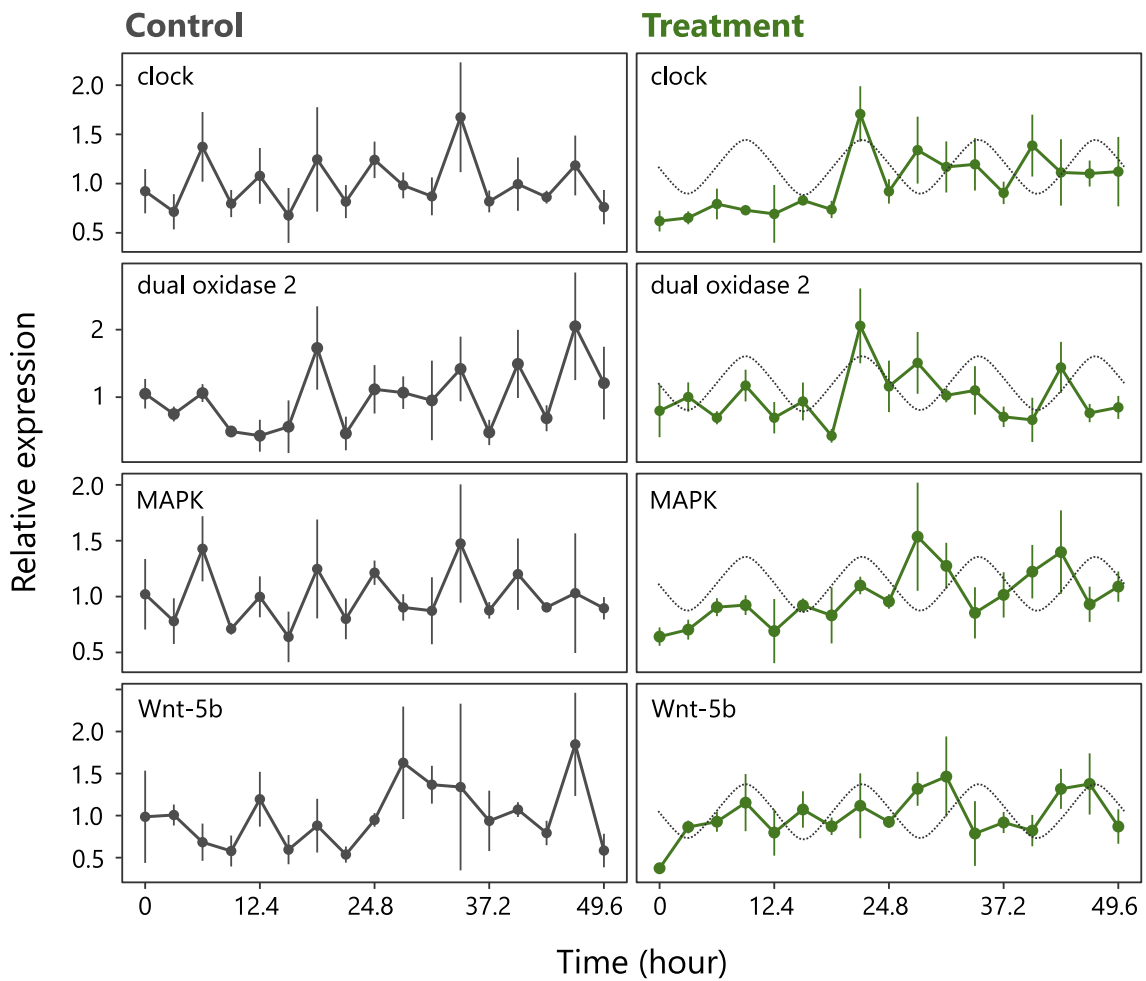 Control
Treatment
clock
clock
2.0
1.5
1.0
0.5
dual oxidase 2
dual oxidase 2
2
1
MAPK
MAPK
2.0
1.5
1.0
0.5
Wnt-5b
Wnt-5b
2.0
1.5
1.0
0.5
Relative expression
0 12.4 24.8 37.2 49.6
0 12.4 24.8 37.2 49.6
Time (hour)